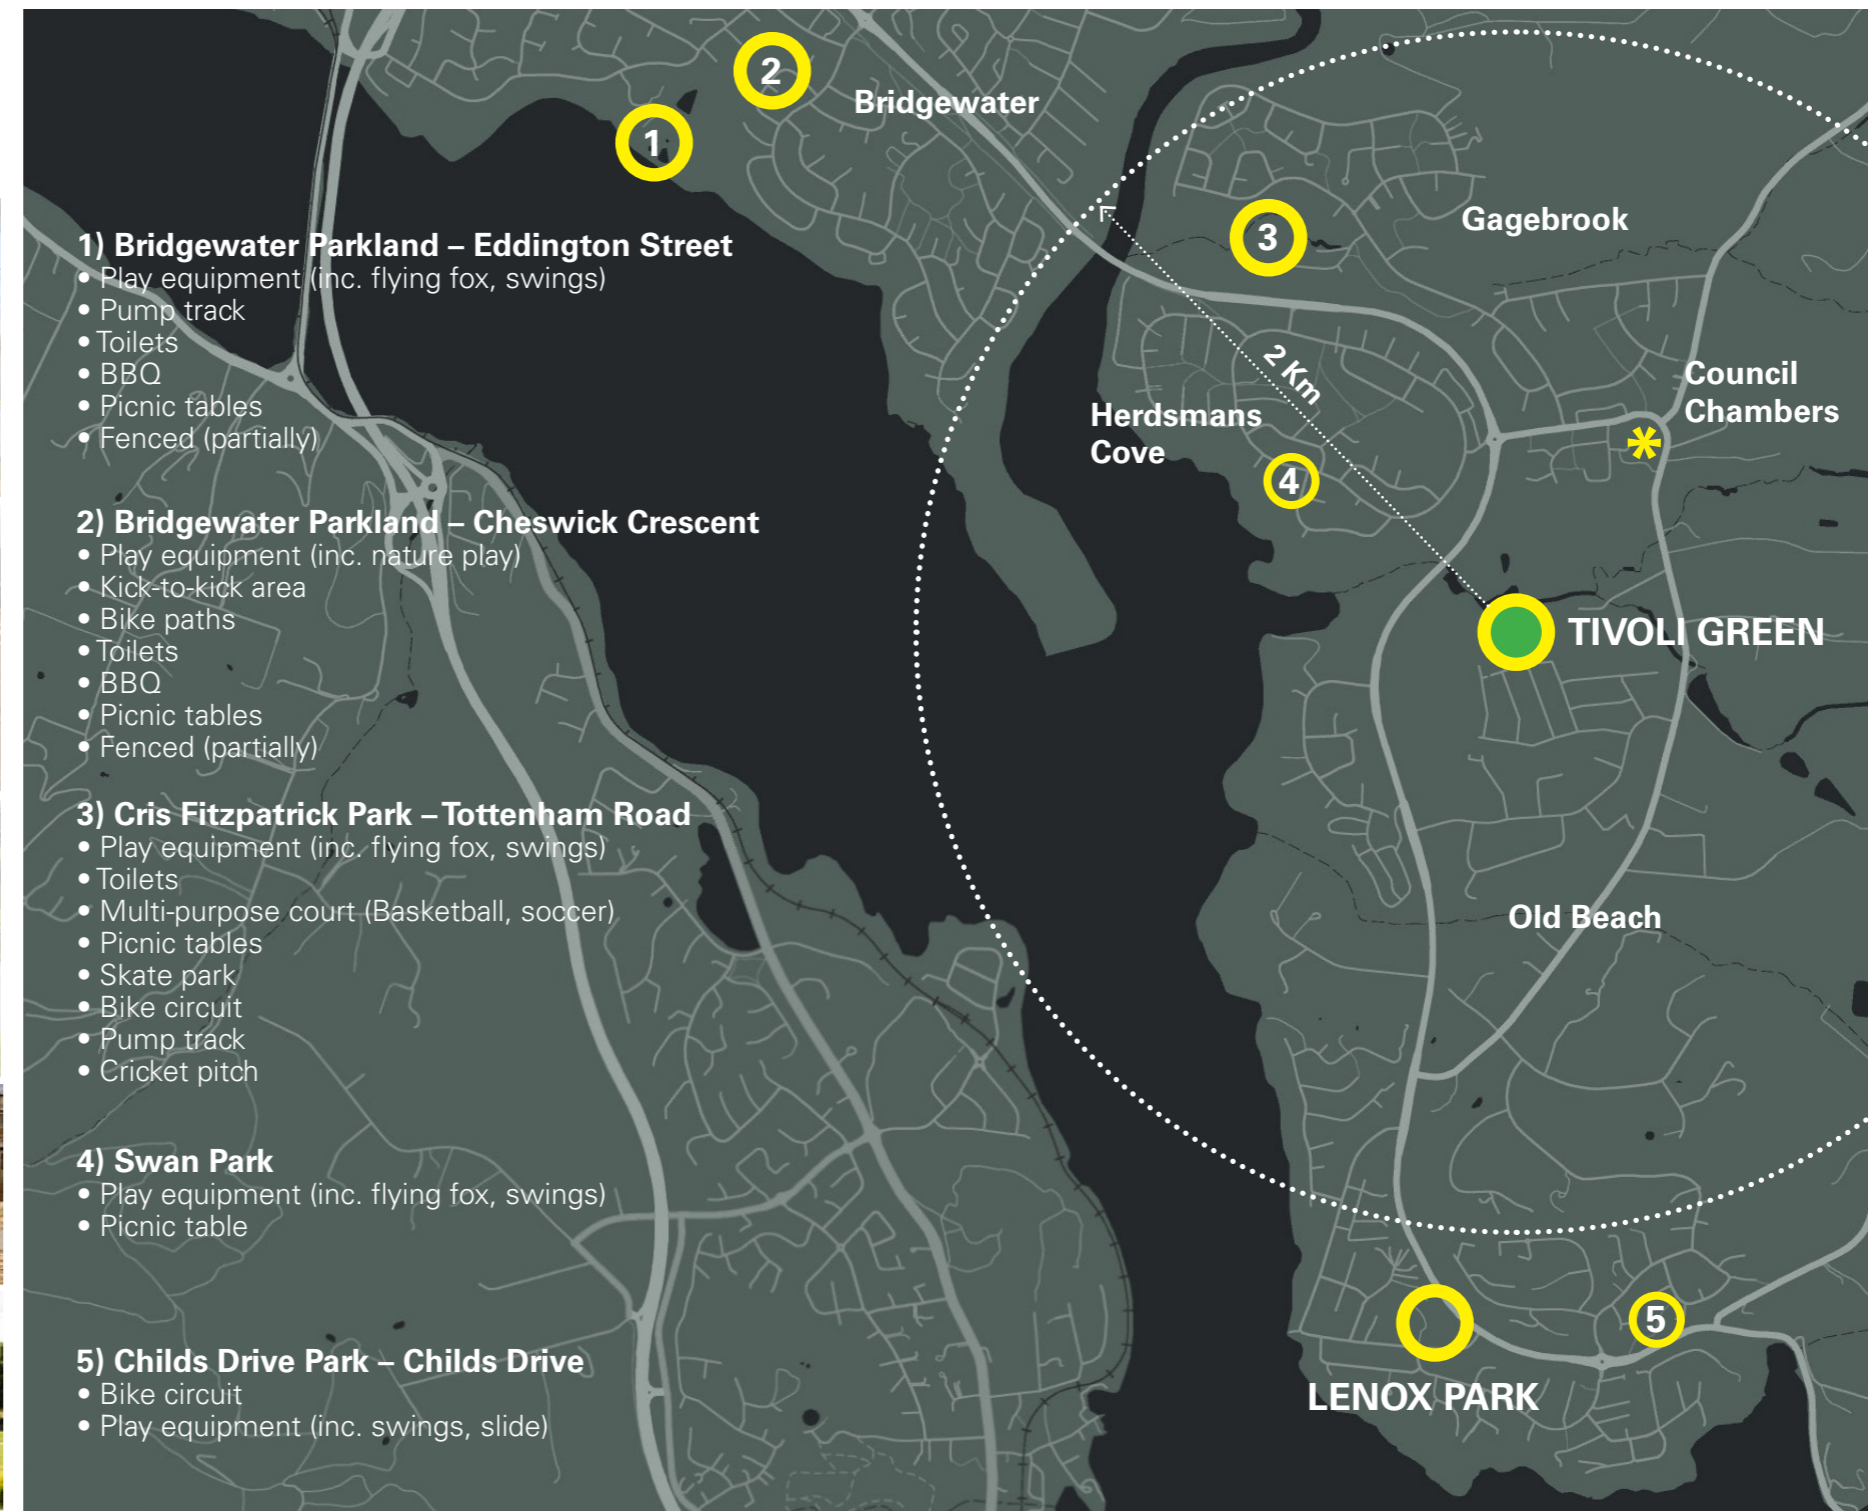 1) Bridgewater Parkland – Eddington Street
• Play equipment (inc. flying fox, swings)
• Pump track
• Toilets
• BBQ
• Picnic tables
• Fenced (partially)
2) Bridgewater Parkland – Cheswick Crescent
• Play equipment (inc. nature play)
• Kick-to-kick area
• Bike paths
• Toilets
• BBQ
• Picnic tables
• Fenced (partially)
3) Cris Fitzpatrick Park – Tottenham Road
• Play equipment (inc. flying fox, swings)
• Toilets
• Multi-purpose court (Basketball, soccer)
• Picnic tables
• Skate park
• Bike circuit
• Pump track
• Cricket pitch
4) Swan Park
• Play equipment (inc. flying fox, swings)
• Picnic table
5) Childs Drive Park – Childs Drive
• Bike circuit
• Play equipment (inc. swings, slide)
2
Bridgewater
1
3
Gagebrook
2 Km
Council
Chambers
Herdsmans
Cove
4
*
TIVOLI GREEN
Old Beach
5
LENOX PARK